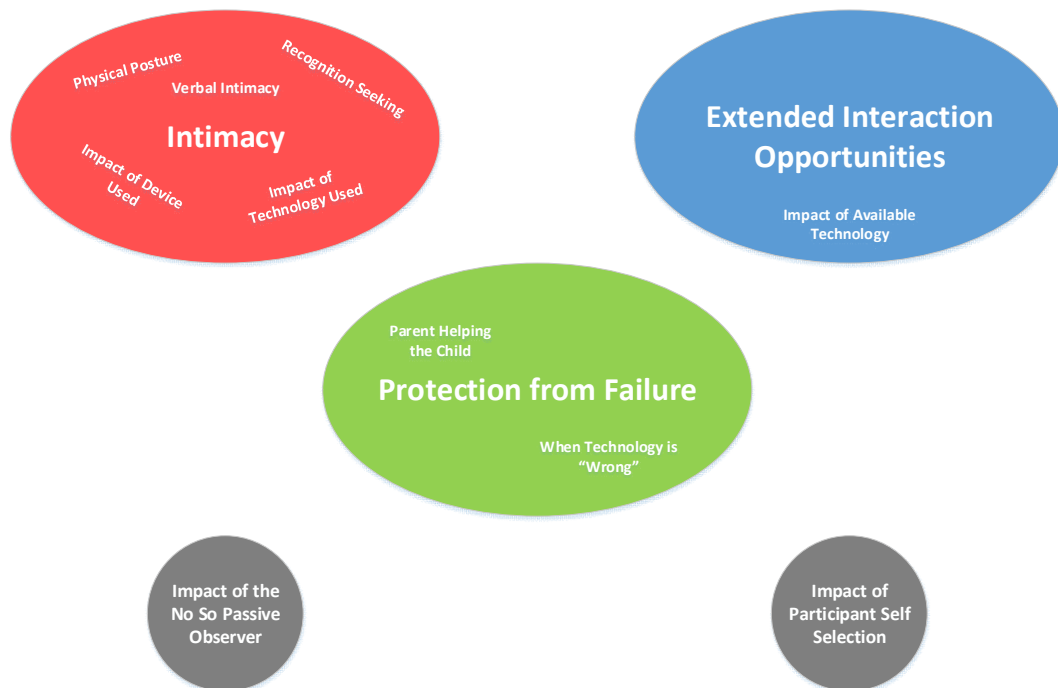 Physical Posture
Recognition Seeking
Verbal Intimacy
Intimacy
Impact of Device
Used
Impact of
Technology Used
Extended Interaction
Opportunities
Impact of Available
Technology
Parent Helping
the Child
Protection from Failure
When Technology is
“Wrong”
Impact of the
No So Passive
Observer
Impact of
Participant Self
Selection